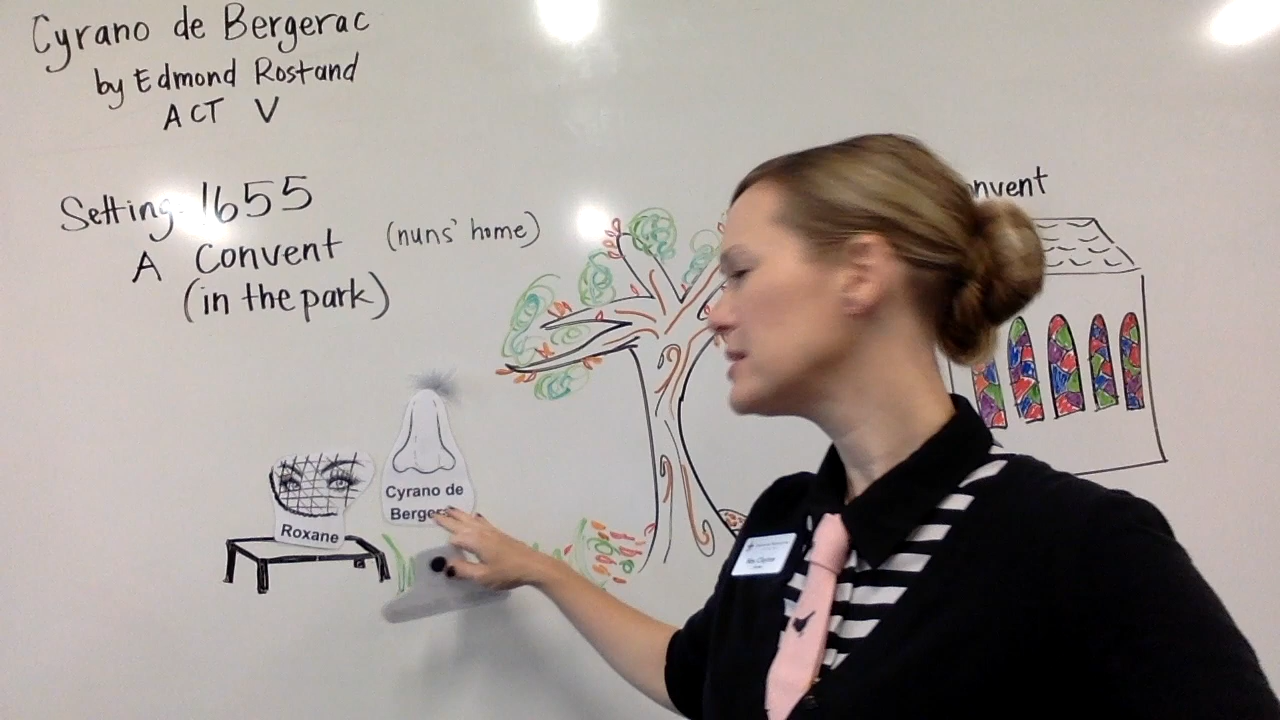 Cyrano de Bergerac
by Edmond Rostand
ACT V
Setting: 1655
A Convent (nuns' home)
(in the park)
nvent
Roxane
Cyrano de
Berger